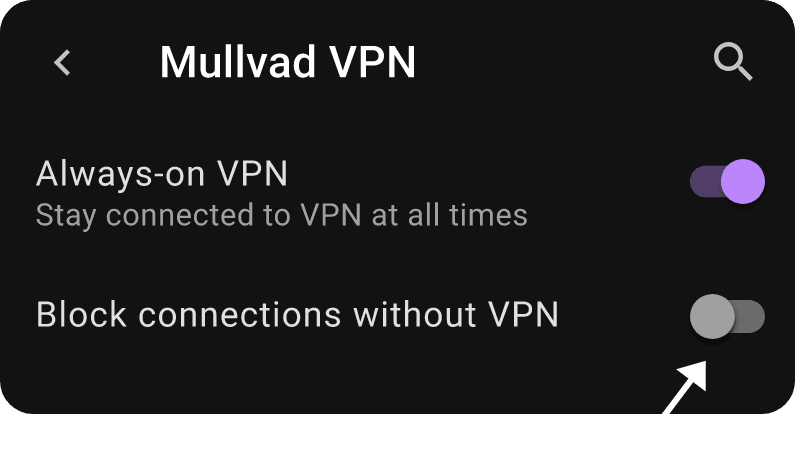 Mullvad VPN
Always-on VPN
Stay connected to VPN at all times
Block connections without VPN